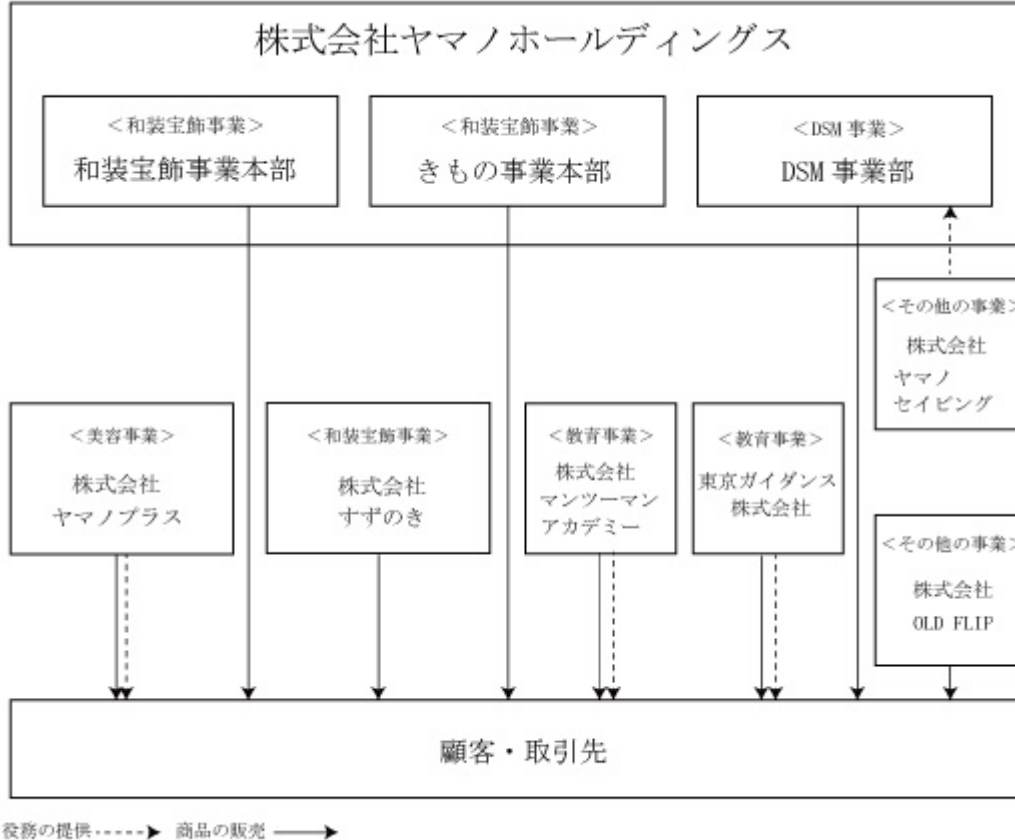 株式会社ヤマノホールディングス
＜和装宝飾事業＞
和装宝飾事業本部
＜和装宝飾事業＞
きもの事業本部
＜DSM 事業＞
DSM 事業部
＜その他の事業＞
株式会社
ヤマノ
セイビング
＜美容事業＞
株式会社
ヤマノプラス
＜和装宝飾事業＞
株式会社
すずのき
＜教育事業＞
株式会社
マンツーマン
アカデミー
＜教育事業＞
東京ガイダンス
株式会社
＜その他の事業＞
株式会社
OLD FLIP
顧客・取引先
役務の提供 商品の販売